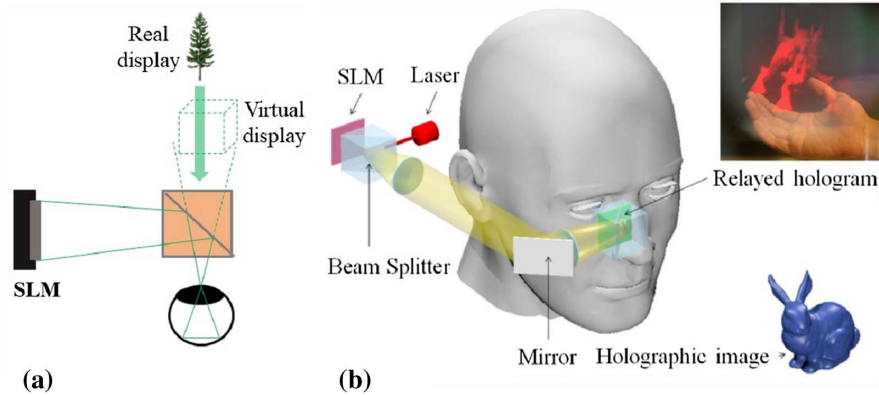 Real
display
Virtual
display
SLM
(a)
SLM
Laser
Relayed hologram
Beam Splitter
Mirror
Holographic image
(b)